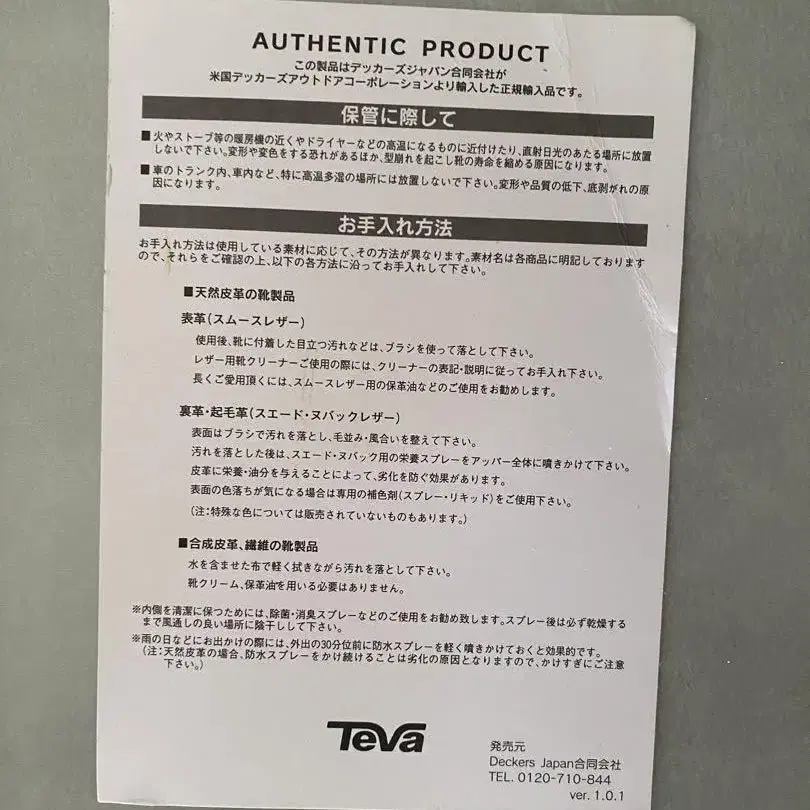 AUTHENTIC PRODUCT
この製品はデッカーズジャパン合同会社が
米国デッカーズアウトドアコーポレーションより輸入した正規輸入品です。
保管に際して
■火やストーブ等の暖房機の近くやドライヤーなどの高温になるものに近付けたり、直射日光のあたる場所に放置
しないで下さい。変形や変色をする恐れがあるほか、型崩れを起こし靴の寿命を縮める原因になります。
■車のトランク内、車内など、特に高温多湿の場所には放置しないで下さい。変形や品質の低下、底剥がれの原
因になります。
お手入れ方法
お手入れ方法は使用している素材に応じて、その方法が異なります。素材名は各商品に明記しております
ので、それらをご確認の上、以下の各方法に沿ってお手入れして下さい。
■天然皮革の靴製品
表革(スムースレザー)
使用後、靴に付着した目立つ汚れなどは、ブラシを使って落として下さい。
レザー用靴クリーナーご使用の際には、クリーナーの表記・説明に従ってお手入れ下さい。
長くご愛用頂くには、スムースレザー用の保革油などのご使用をお勧めします。
裏革・起毛革(スエード・ヌバックレザー)
表面はブラシで汚れを落とし、毛並み・風合いを整えて下さい。
汚れを落とした後は、スエード・ヌバック用の栄養スプレーをアッパー全体に噴きかけて下さい。
皮革に栄養・油分を与えることによって、劣化を防ぐ効果があります。
表面の色落ちが気になる場合は専用の補色剤(スプレー・リキッド)をご使用下さい。
(注:特殊な色については販売されていないものもあります。)
■合成皮革、繊維の靴製品
水を含ませた布で軽く拭きながら汚れを落として下さい。
靴クリーム、保革油を用いる必要はありません。
※内側を清潔に保つためには、除菌・消臭スプレーなどのご使用をお勧め致します。スプレー後は必ず乾燥する
まで風通しの良い場所に陰干しして下さい。
※雨の日などにお出かけの際には、外出の30分位前に防水スプレーを軽く噴きかけておくと効果的です。
(注:天然皮革の場合、防水スプレーをかけ続けることは劣化の原因となりますので、かけすぎにご注意
下さい。)
Teva
発売元
Deckers Japan合同会社
TEL. 0120-710-844
ver. 1.0.1